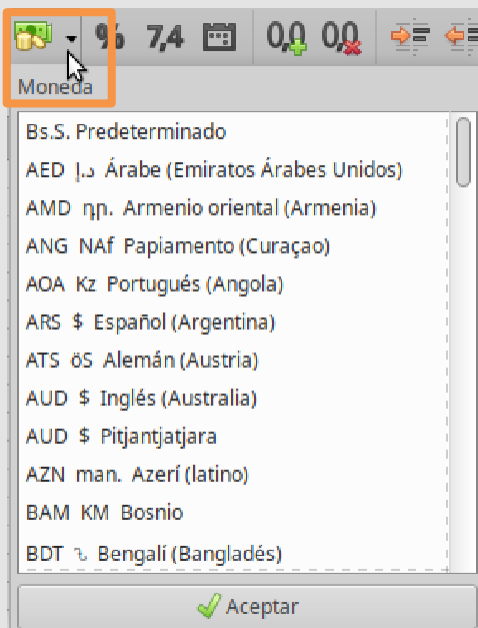 % 7,4 0,0 0,0
Moneda
Bs.S. Predeterminado
AED د.إ. Árabe (Emiratos Árabes Unidos)
AMD դր. Armenio oriental (Armenia)
ANG NAf Papiamento (Curaçao)
AOA Kz Portugués (Angola)
ARS $ Español (Argentina)
ATS öS Alemán (Austria)
AUD $ Inglés (Australia)
AUD $ Pitjantjatjara
AZN man. Azerí (latino)
BAM KM Bosnio
BDT ৳ Bengalí (Bangladés)
Aceptar